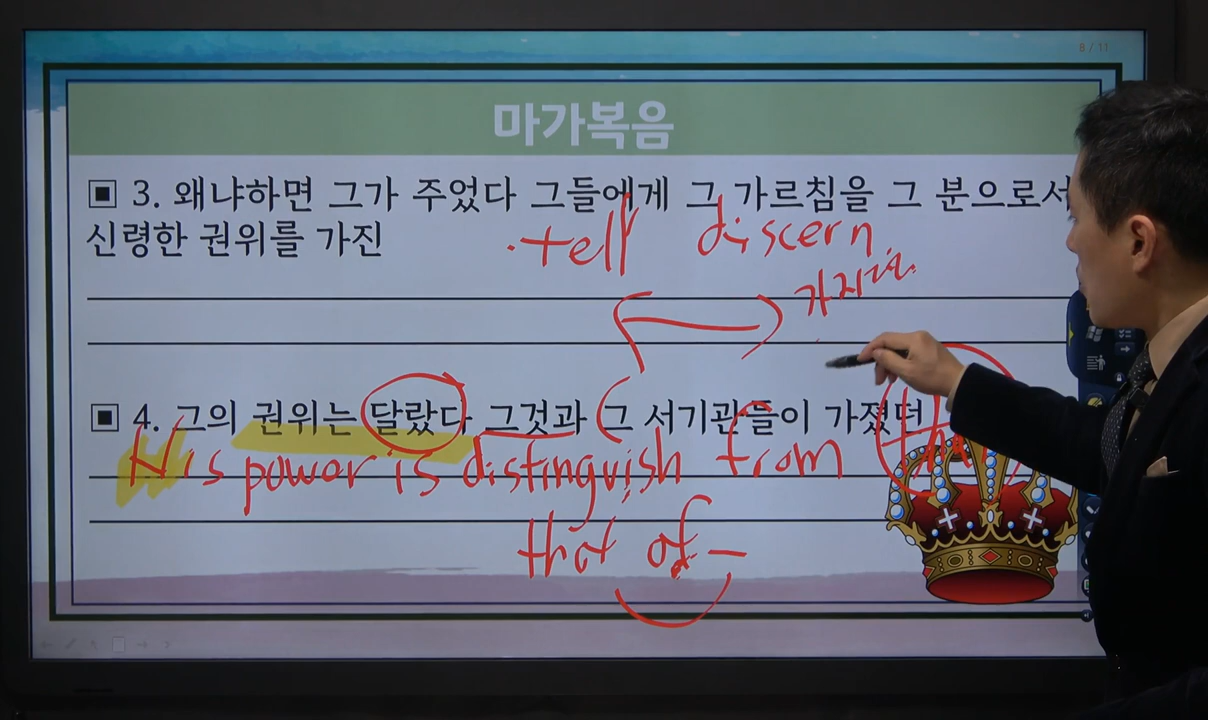 8 / 11
마가복음
▣ 3. 왜냐하면 그가 주었다 그들에게 그 가르침을 그 분으로서
신령한 권위를 가진
·tell discern
가지다
▣ 4. 그의 권위는 달랐다 그것과 그 서기관들이 가졌던
His power is distinguish from
that of